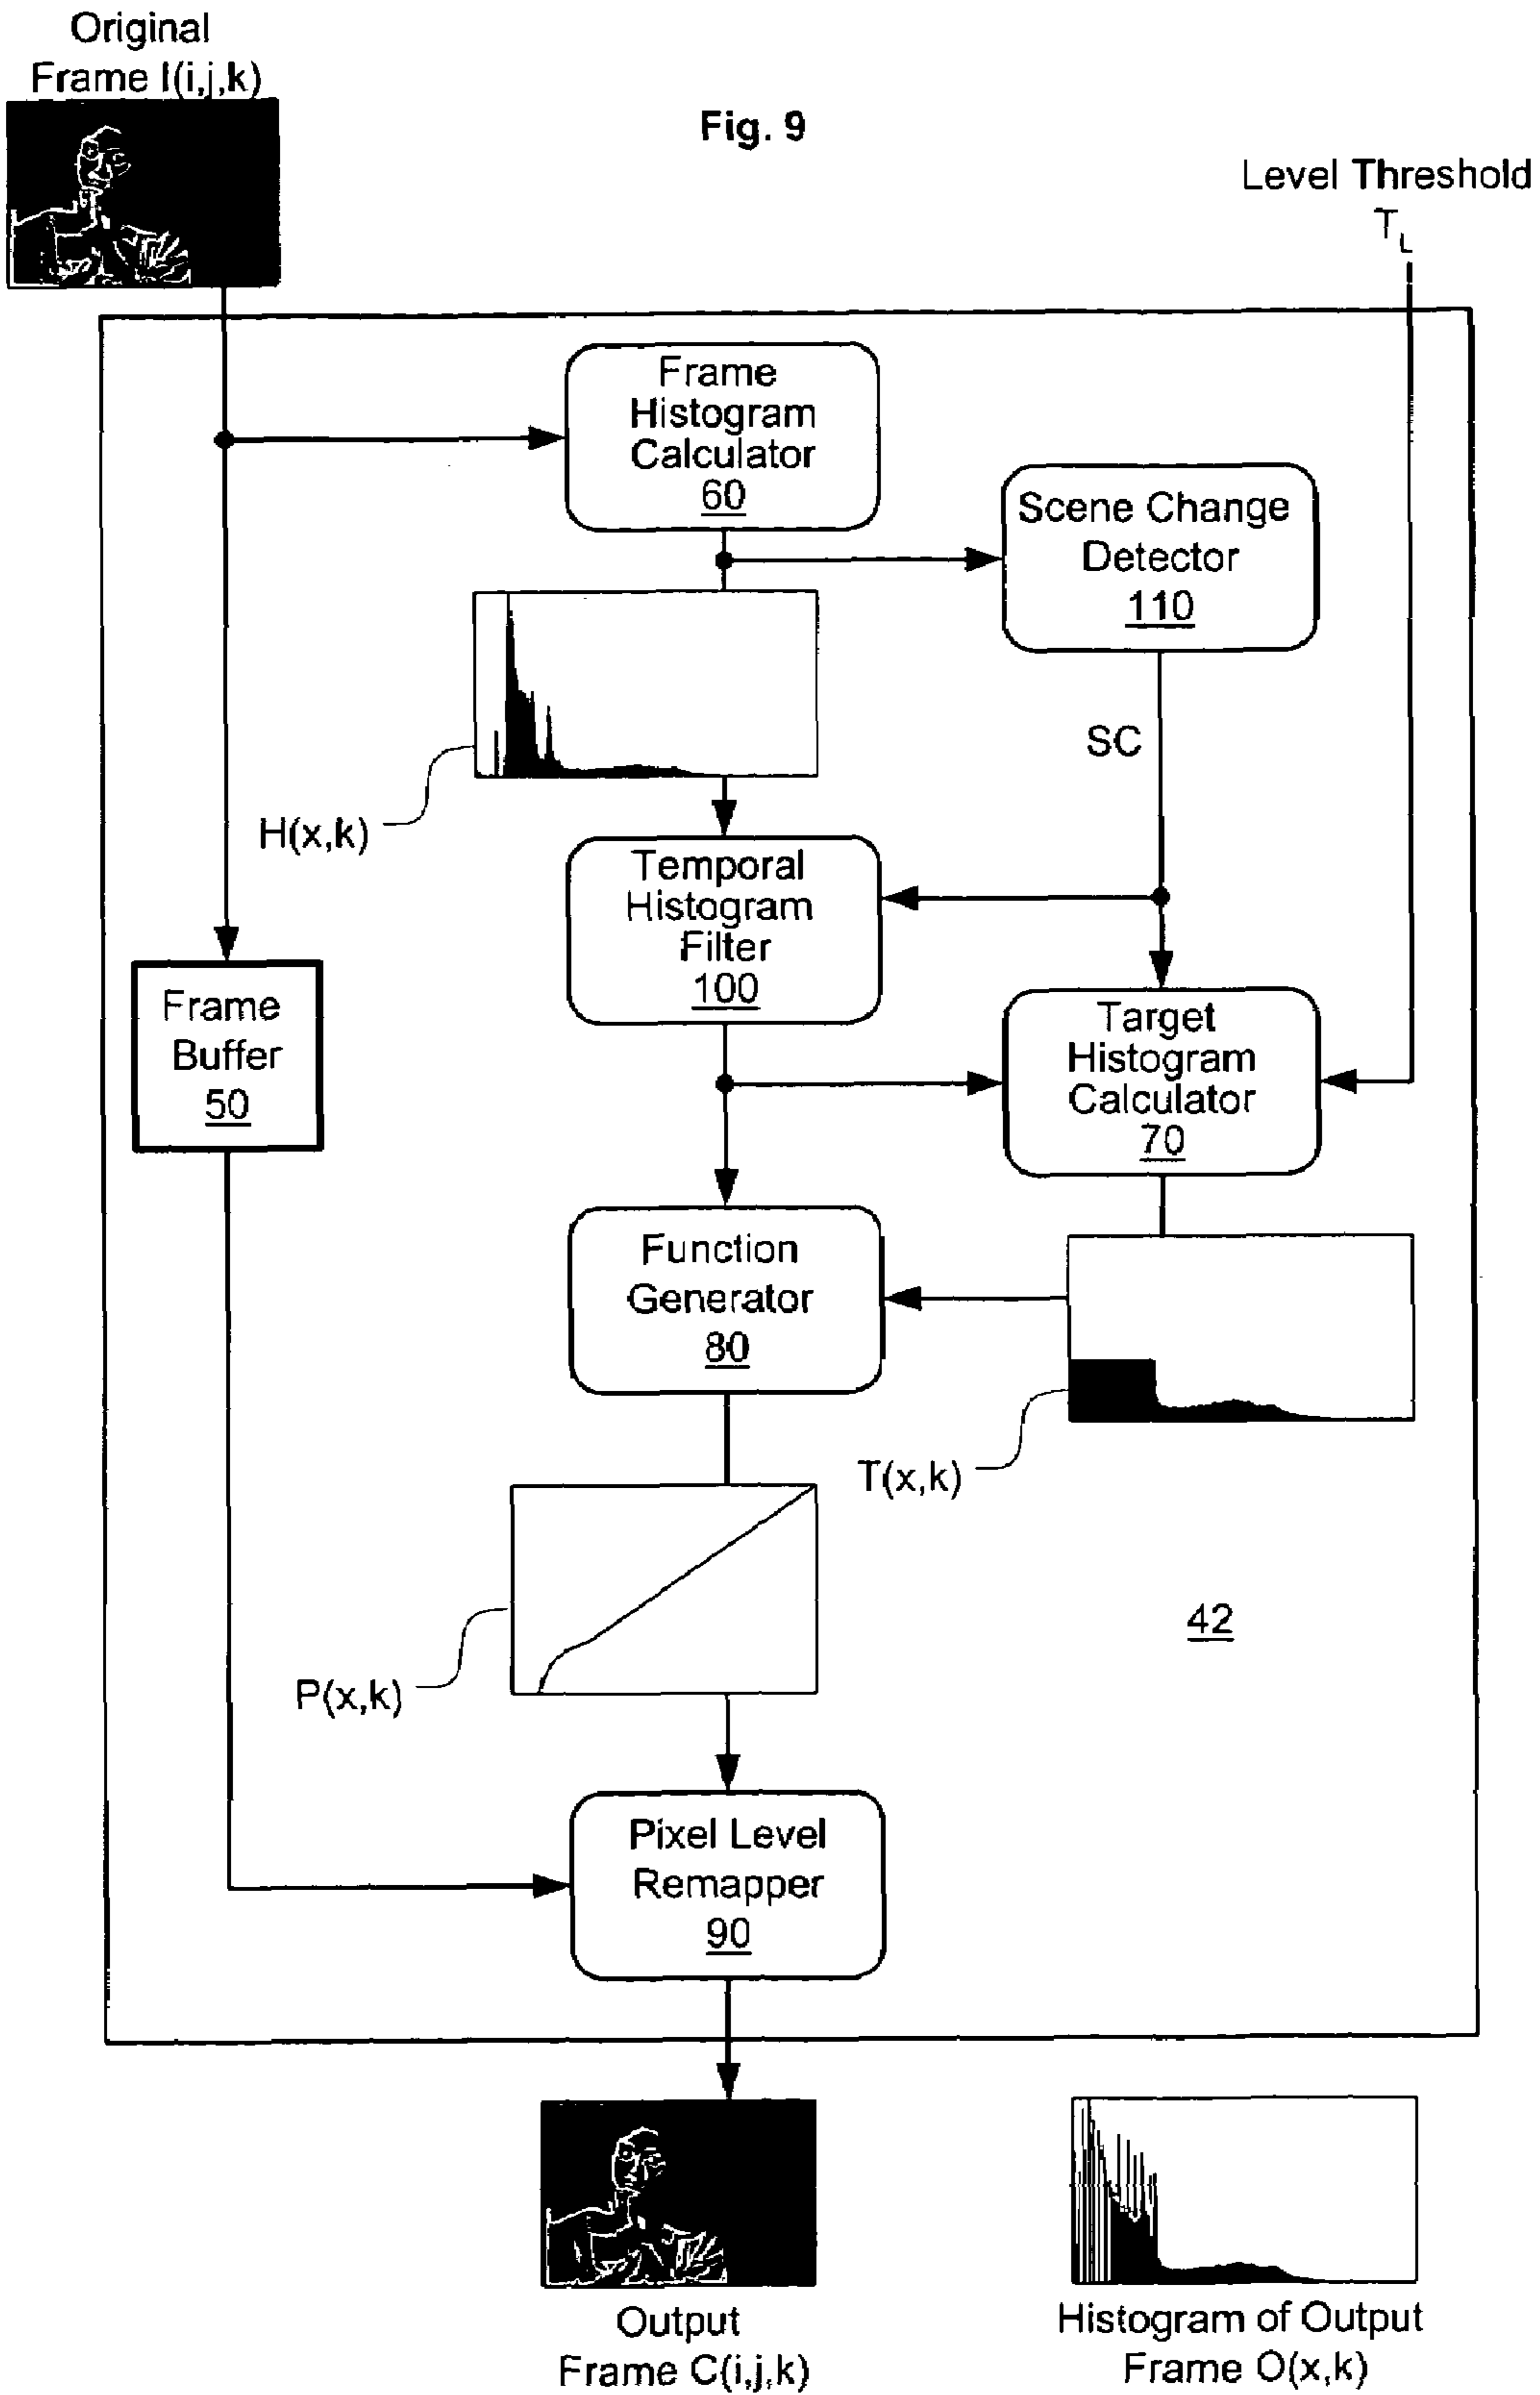 Original
Frame I(i,j,k)
Fig. 9
Level Threshold
T_L
Frame
Histogram
Calculator
60
Scene Change
Detector
110
SC
H(x,k)
Temporal
Histogram
Filter
100
Frame
Buffer
50
Target
Histogram
Calculator
70
Function
Generator
80
T(x,k)
P(x,k)
42
Pixel Level
Remapper
90
Output
Frame C(i,j,k)
Histogram of Output
Frame O(x,k)